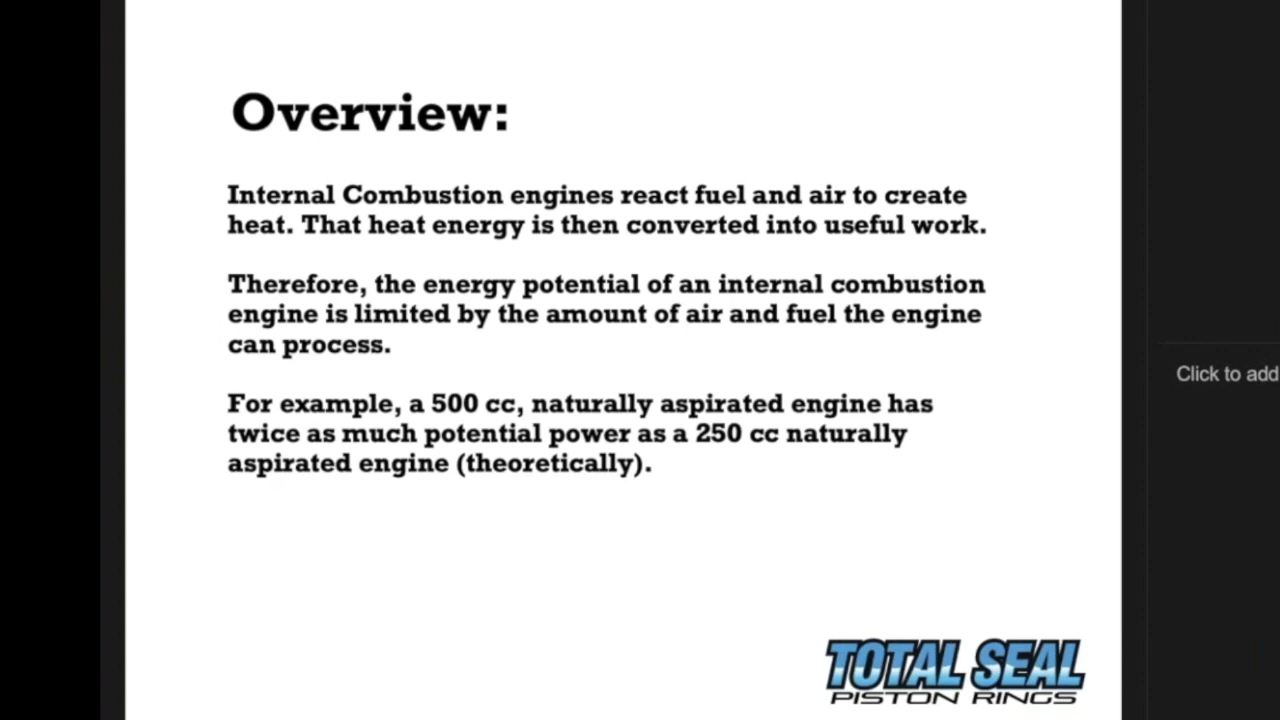 Overview:
Internal Combustion engines react fuel and air to create
heat. That heat energy is then converted into useful work.
Therefore, the energy potential of an internal combustion
engine is limited by the amount of air and fuel the engine
can process.
For example, a 500 cc, naturally aspirated engine has
twice as much potential power as a 250 cc naturally
aspirated engine (theoretically).
Click to add
TOTAL SEAL
PISTON RINGS